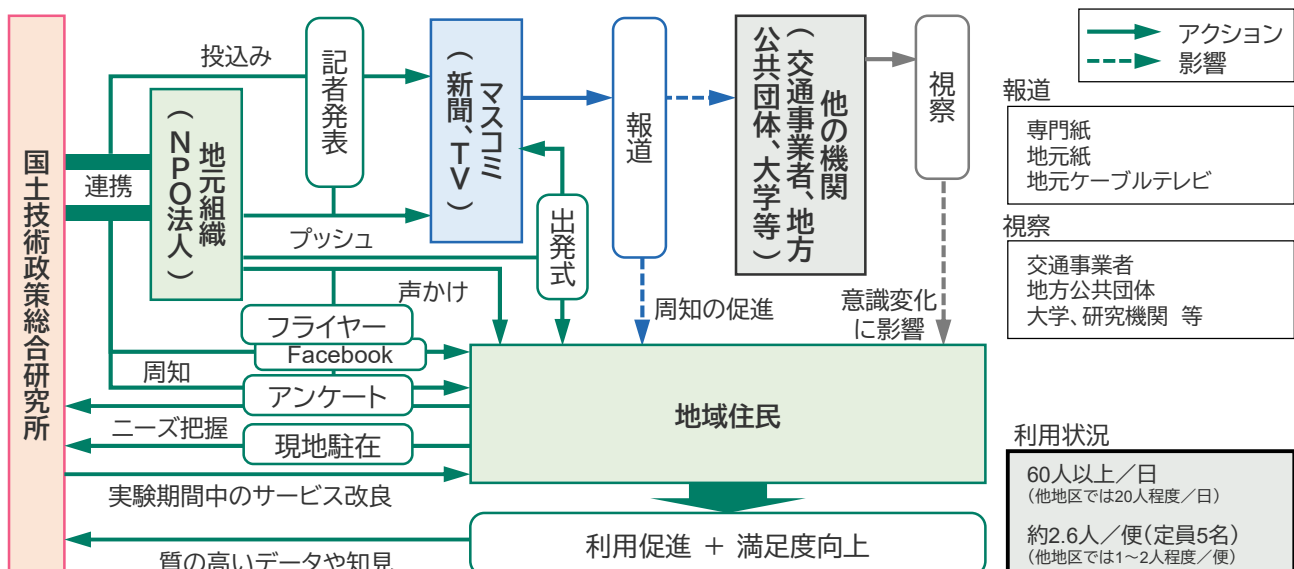 国土技術政策総合研究所
投込み
記者発表
連携
地元組織
（NPO法人）
プッシュ
マスコミ
（新聞、TV）
報道
出発式
他の機関
（交通事業者、地方
公共団体、大学等）
視察
声かけ
周知の促進
意識変化
に影響
フライヤー
Facebook
周知
アンケート
ニーズ把握
現地駐在
実験期間中のサービス改良
地域住民
利用促進 ＋ 満足度向上
質の高いデータや知見
アクション
影響
報道
専門紙
地元紙
地元ケーブルテレビ
視察
交通事業者
地方公共団体
大学、研究機関 等
利用状況
60人以上／日
（他地区では20人程度／日）
約2.6人／便（定員5名）
（他地区では1～2人程度／便）